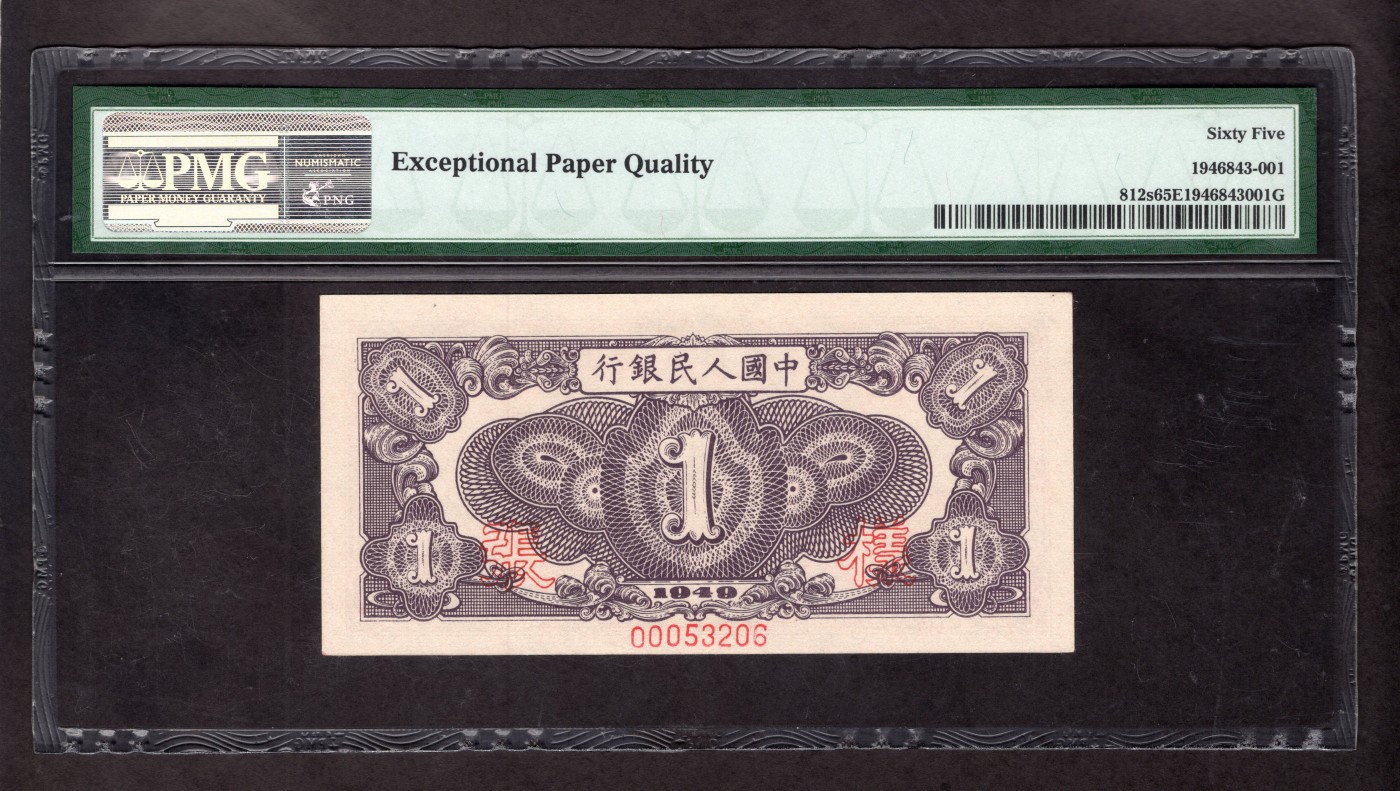 PMG
PAPER MONEY GUARANTY
NUMISMATIC
PNG
Exceptional Paper Quality
Sixty Five
1946843-001
812s65E1946843001G
行銀民人國中
1
1
1
1
1
張
樣
1949
00053206